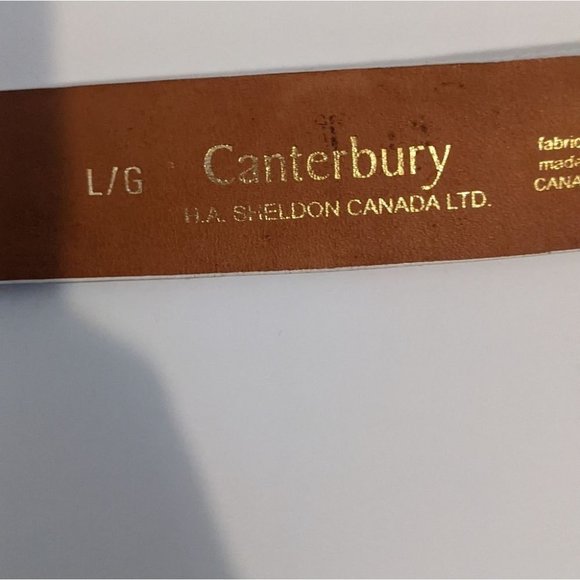 L/G
Canterbury
H.A. SHELDON CANADA LTD.
fabric
made
CANA